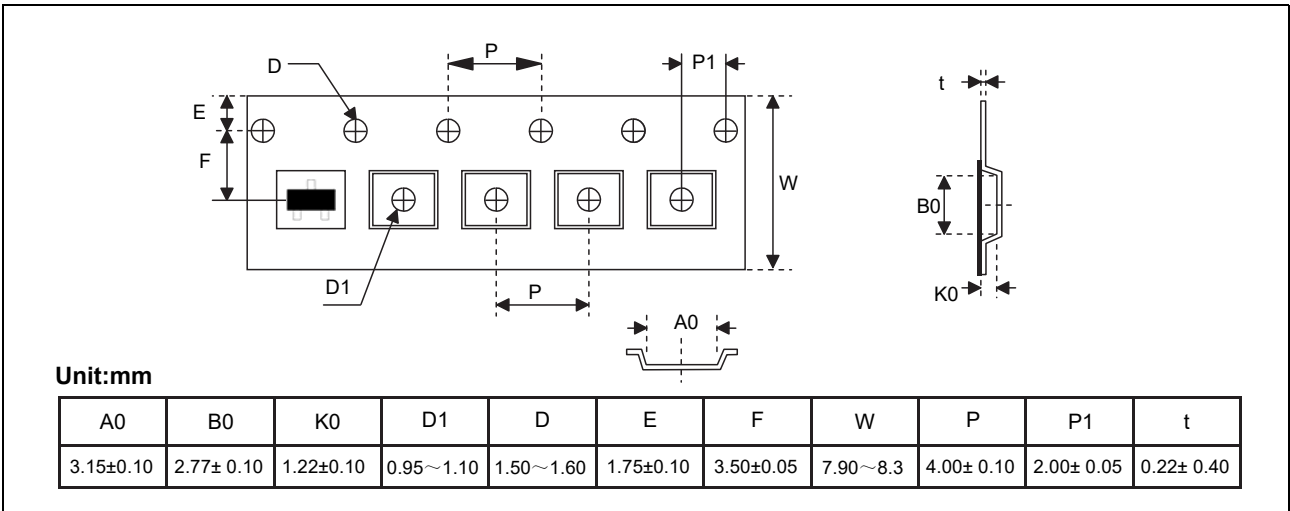 P
P1
D
t
E
F
W
B0
D1
P
K0
A0
Unit:mm
A0 B0 K0 D1 D E F W P P1 t
3.15±0.10 2.77± 0.10 1.22±0.10 0.95～1.10 1.50～1.60 1.75±0.10 3.50±0.05 7.90～8.3 4.00± 0.10 2.00± 0.05 0.22± 0.40